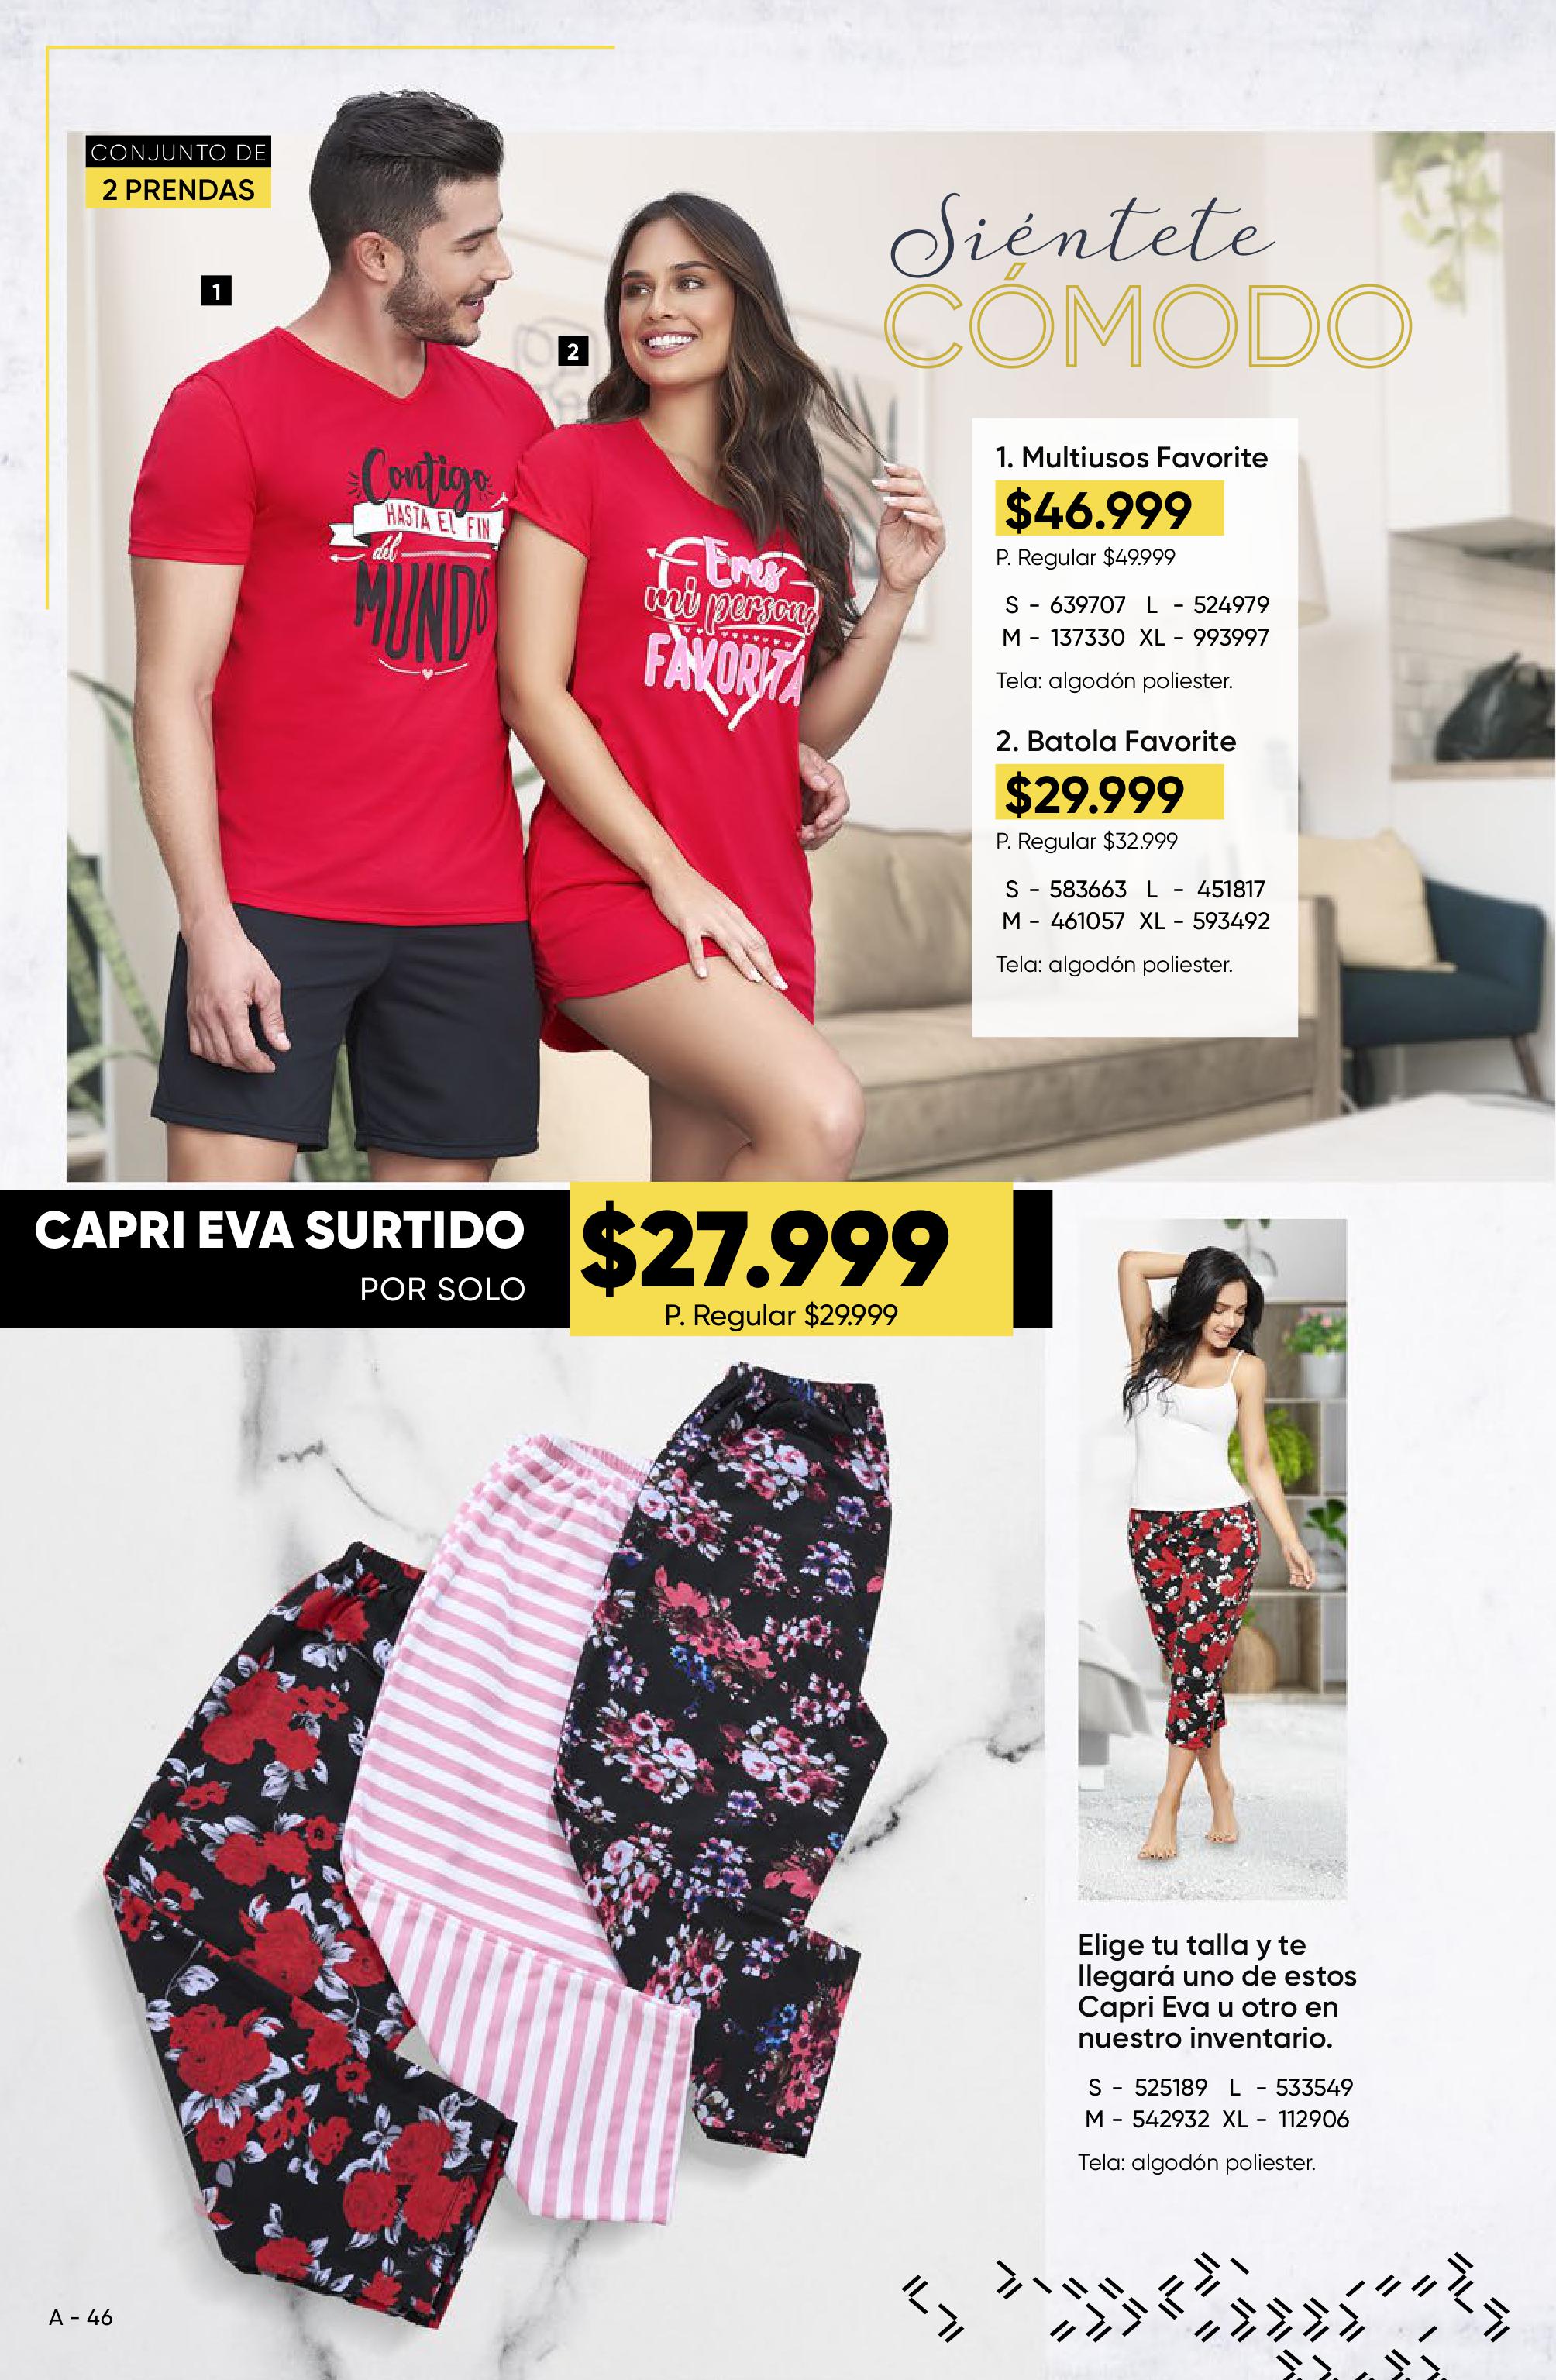 CONJUNTO DE
2 PRENDAS
1
2
Siéntete
CÓMODO
Contigo
HASTA EL FIN
del
MUNDO
Eres
mi persona
FAVORITA
1. Multiusos Favorite
$46.999
P. Regular $49.999
S - 639707 L - 524979
M - 137330 XL - 993997
Tela: algodón poliester.
2. Batola Favorite
$29.999
P. Regular $32.999
S - 583663 L - 451817
M - 461057 XL - 593492
Tela: algodón poliester.
CAPRI EVA SURTIDO
POR SOLO
$27.999
P. Regular $29.999
Elige tu talla y te
llegará uno de estos
Capri Eva u otro en
nuestro inventario.
S - 525189 L - 533549
M - 542932 XL - 112906
Tela: algodón poliester.
A - 46